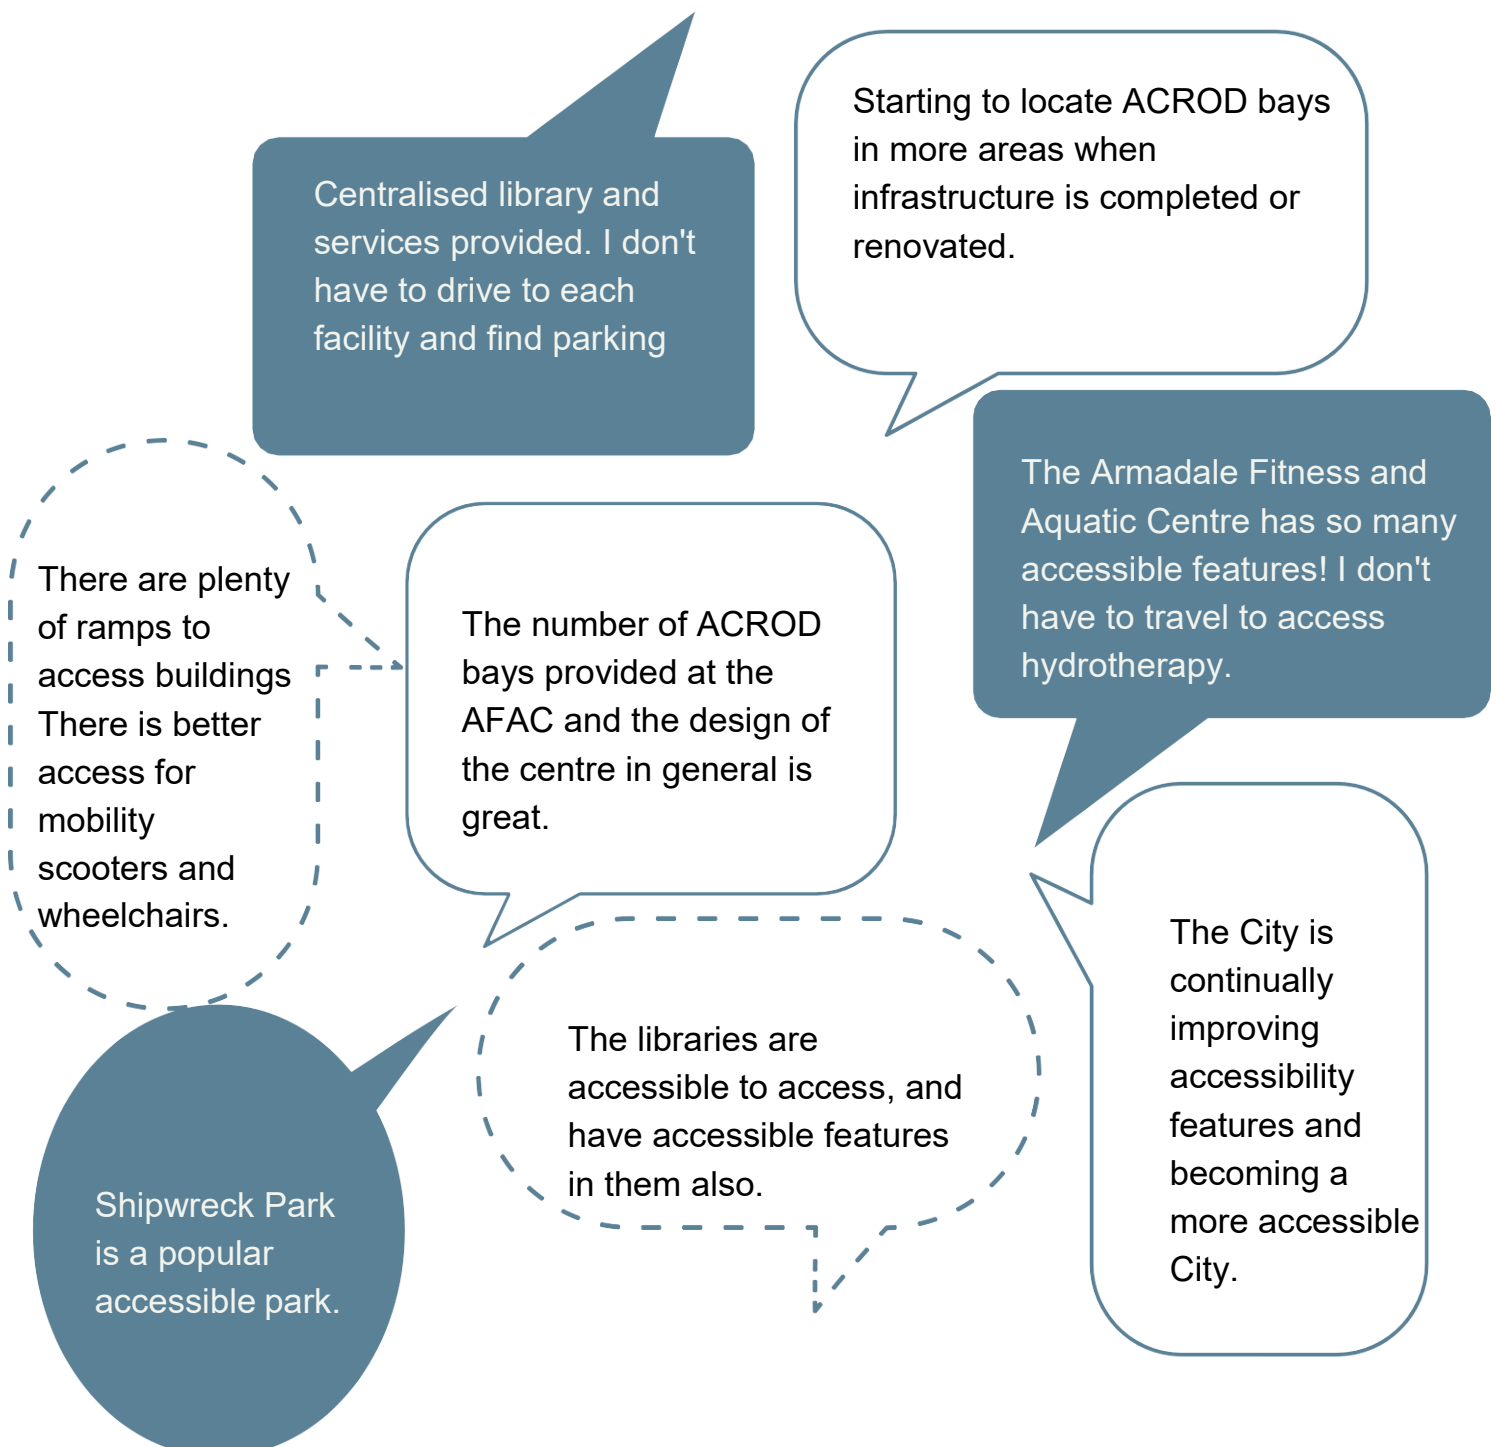 Centralised library and
services provided. I don't
have to drive to each
facility and find parking
Starting to locate ACROD bays
in more areas when
infrastructure is completed or
renovated.
There are plenty
of ramps to
access buildings
There is better
access for
mobility
scooters and
wheelchairs.
The number of ACROD
bays provided at the
AFAC and the design of
the centre in general is
great.
The Armadale Fitness and
Aquatic Centre has so many
accessible features! I don't
have to travel to access
hydrotherapy.
Shipwreck Park
is a popular
accessible park.
The libraries are
accessible to access, and
have accessible features
in them also.
The City is
continually
improving
accessibility
features and
becoming a
more accessible
City.